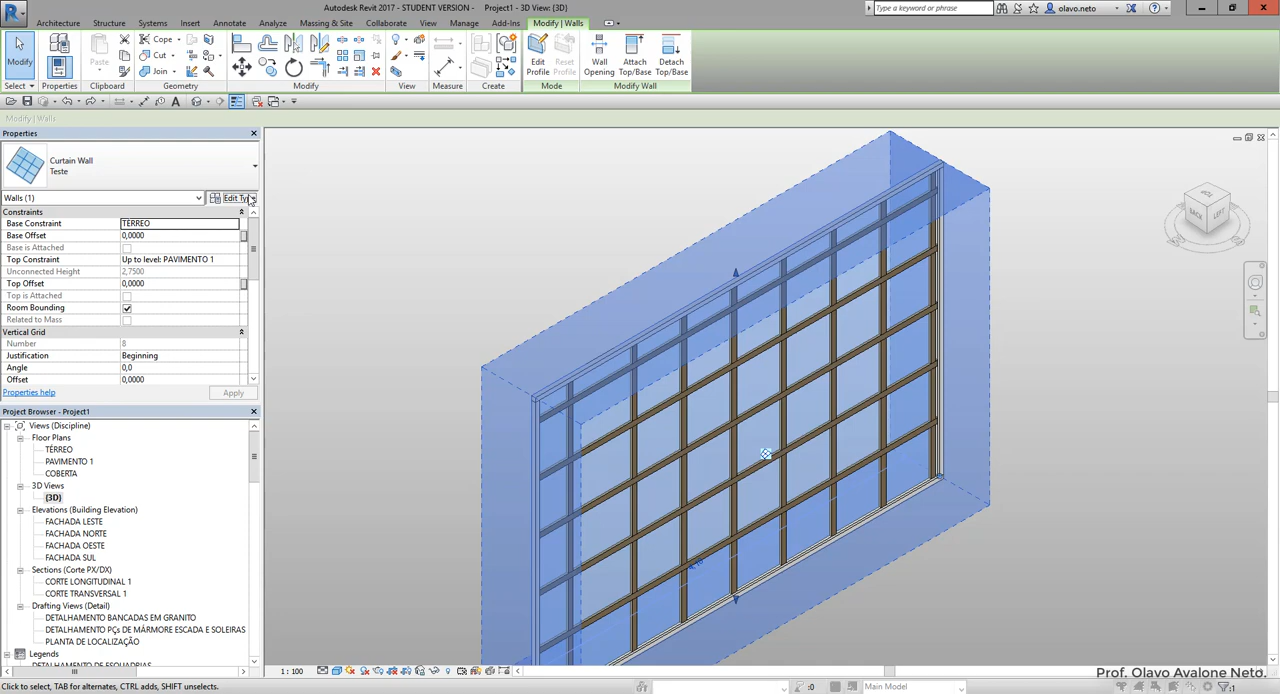 Autodesk Revit 2017 - STUDENT VERSION - Project1 - 3D View: {3D}
Type a keyword or phrase
olavo.neto
Architecture Structure Systems Insert Annotate Analyze Massing & Site Collaborate View Manage Add-Ins Modify | Walls
Modify
Paste
Cope
Cut
Join
Edit Profile
Reset Profile
Wall Opening
Attach Top/Base
Detach Top/Base
Select Properties Clipboard Geometry Modify View Measure Create Mode Modify Wall
Modify | Walls
Properties
Curtain Wall
Teste
Walls (1)
Constraints
Base Constraint TÉRREO
Base Offset 0,0000
Base is Attached
Top Constraint Up to level: PAVIMENTO 1
Unconnected Height 2,7500
Top Offset 0,0000
Top is Attached
Room Bounding
Related to Mass
Vertical Grid
Number 8
Justification Beginning
Angle 0,0
Offset 0,0000
Properties help Apply
Project Browser - Project1
Views (Discipline)
Floor Plans
TÉRREO
PAVIMENTO 1
COBERTA
3D Views
{3D}
Elevations (Building Elevation)
FACHADA LESTE
FACHADA NORTE
FACHADA OESTE
FACHADA SUL
Sections (Corte PX/DX)
CORTE LONGITUDINAL 1
CORTE TRANSVERSAL 1
Drafting Views (Detail)
DETALHAMENTO BANCADAS EM GRANITO
DETALHAMENTO PÇs DE MÁRMORE ESCADA E SOLEIRAS
PLANTA DE LOCALIZAÇÃO
Legends
DETALHAMENTO DE ESQUADRIAS
BACK LEFT
1 : 100
Prof. Olavo Avalone Neto.
Click to select, TAB for alternates, CTRL adds, SHIFT unselects.
:0
Main Model
:1